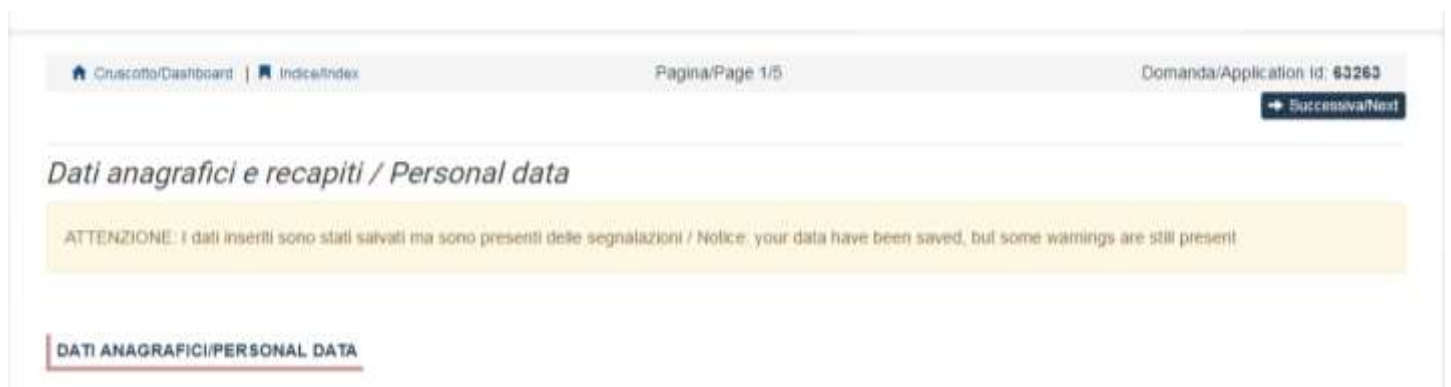 Cruscotto/Dashboard | Indice/Index Pagina/Page 1/5 Domanda/Application Id: 63263
Successiva/Next
Dati anagrafici e recapiti / Personal data
ATTENZIONE: I dati inseriti sono stati salvati ma sono presenti delle segnalazioni / Notice: your data have been saved, but some warnings are still present
DATI ANAGRAFICI/PERSONAL DATA